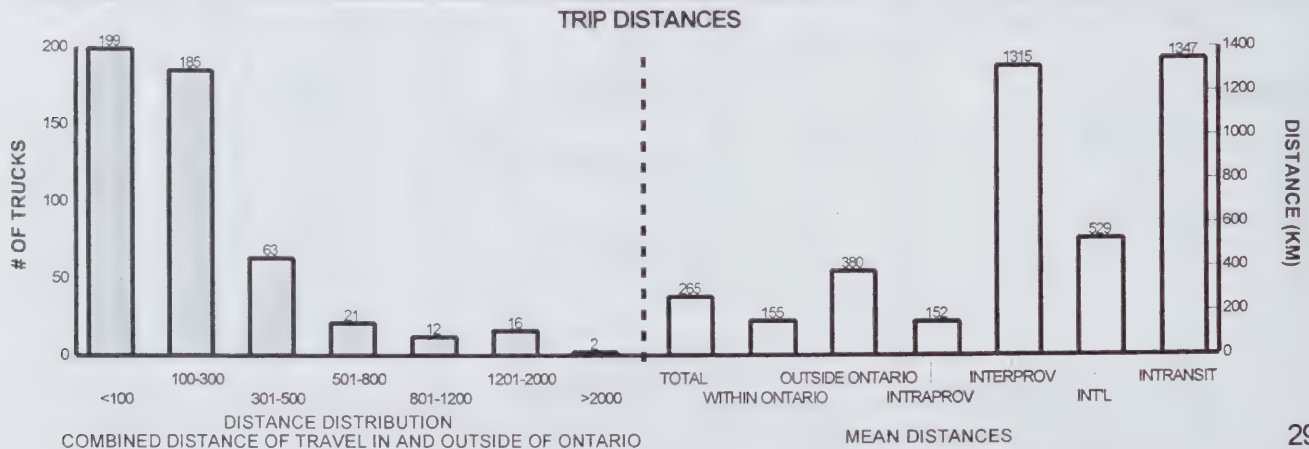 TRIP DISTANCES
# OF TRUCKS
200
150
100
50
0
199
185
63
21
12
16
2
<100
100-300
301-500
501-800
801-1200
1201-2000
>2000
DISTANCE DISTRIBUTION
COMBINED DISTANCE OF TRAVEL IN AND OUTSIDE OF ONTARIO
265
155
380
152
1315
529
1347
TOTAL
WITHIN ONTARIO
OUTSIDE ONTARIO
INTRAPROV
INTERPROV
INT'L
INTRANSIT
MEAN DISTANCES
1400
1200
1000
800
600
400
200
0
DISTANCE (KM)
29